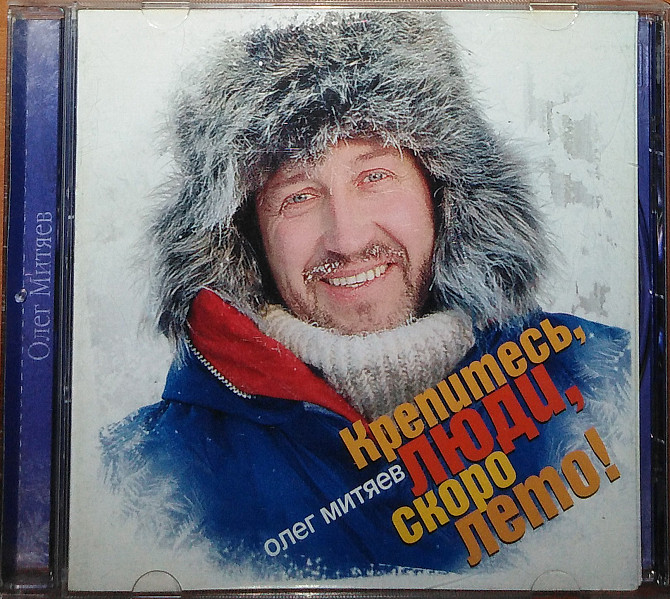 Олег Митяев
Крепитесь,
люди,
скоро
лето!
олег митяев